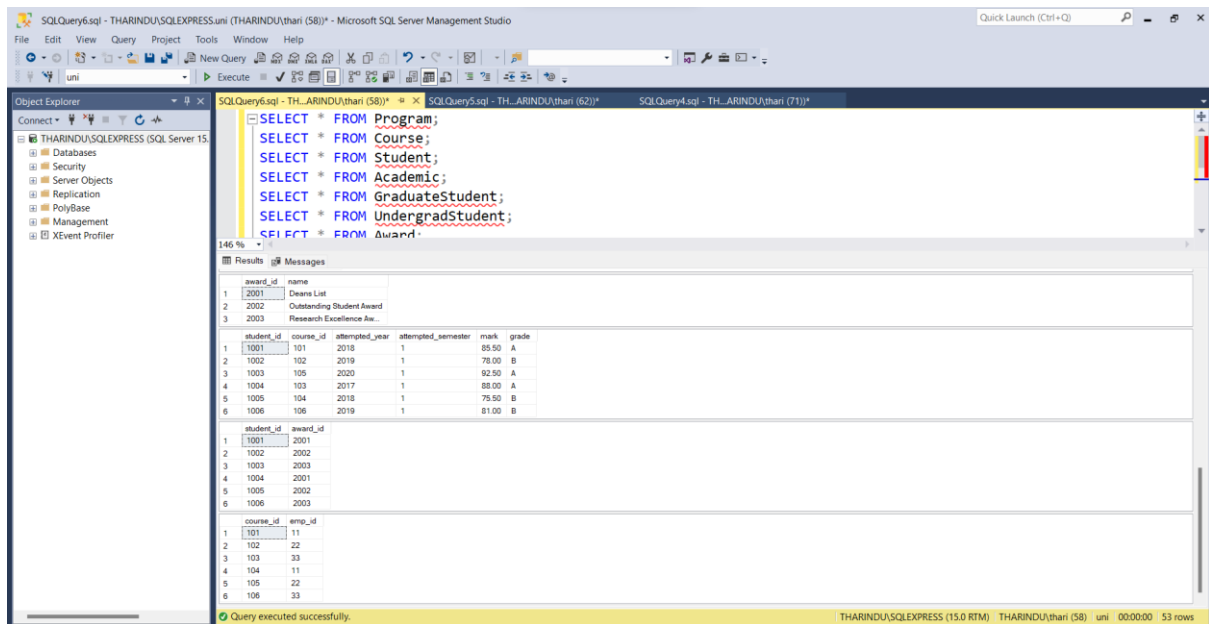 SQLQuery6.sql - THARINDU\SQLEXPRESS.uni (THARINDU\thari (58))* - Microsoft SQL Server Management Studio
Quick Launch (Ctrl+Q)
File Edit View Query Project Tools Window Help
New Query
uni Execute
Object Explorer
SQLQuery6.sql - TH...ARINDU\thari (58))* SQLQuery5.sql - TH...ARINDU\thari (62))* SQLQuery4.sql - TH...ARINDU\thari (71))*
Connect
THARINDU\SQLEXPRESS (SQL Server 15.
Databases
Security
Server Objects
Replication
PolyBase
Management
XEvent Profiler
SELECT * FROM Program;
SELECT * FROM Course;
SELECT * FROM Student;
SELECT * FROM Academic;
SELECT * FROM GraduateStudent;
SELECT * FROM UndergradStudent;
SELECT * FROM Award;
146 %
Results Messages
award_id name
1 2001 Deans List
2 2002 Outstanding Student Award
3 2003 Research Excellence Aw...
student_id course_id attempted_year attempted_semester mark grade
1 1001 101 2018 1 85.50 A
2 1002 102 2019 1 78.00 B
3 1003 105 2020 1 92.50 A
4 1004 103 2017 1 88.00 A
5 1005 104 2018 1 75.50 B
6 1006 106 2019 1 81.00 B
student_id award_id
1 1001 2001
2 1002 2002
3 1003 2003
4 1004 2001
5 1005 2002
6 1006 2003
course_id emp_id
1 101 11
2 102 22
3 103 33
4 104 11
5 105 22
6 106 33
Query executed successfully.
THARINDU\SQLEXPRESS (15.0 RTM) THARINDU\thari (58) uni 00:00:00 53 rows